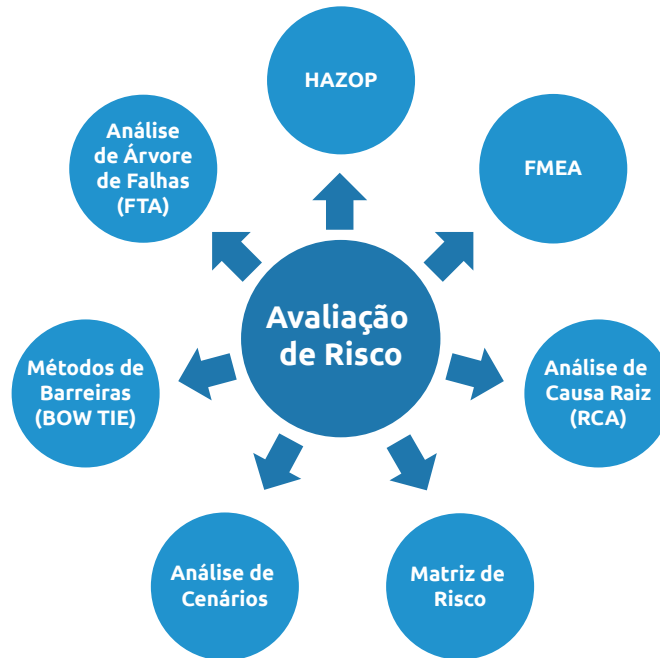 HAZOP
FMEA
Análise de
Causa Raiz
(RCA)
Matriz de
Risco
Análise de
Cenários
Métodos de
Barreiras
(BOW TIE)
Análise
de Árvore
de Falhas
(FTA)
Avaliação
de Risco